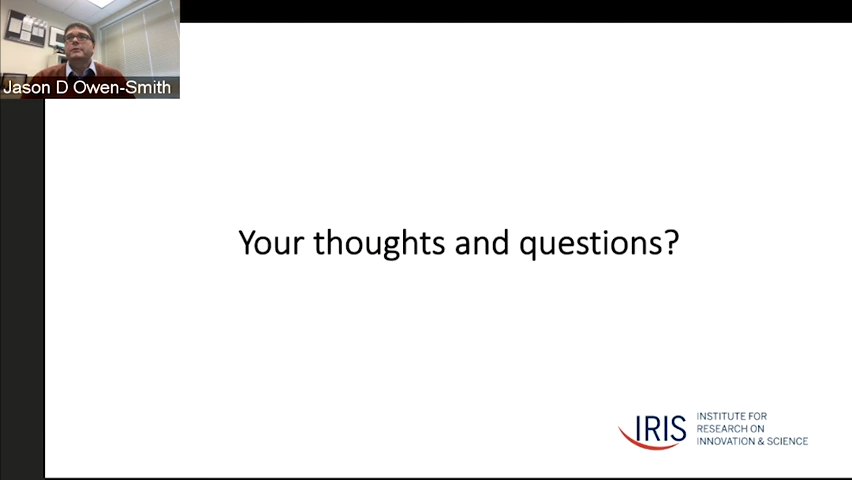 Jason D Owen-Smith
Your thoughts and questions?
IRIS
INSTITUTE FOR
RESEARCH ON
INNOVATION & SCIENCE